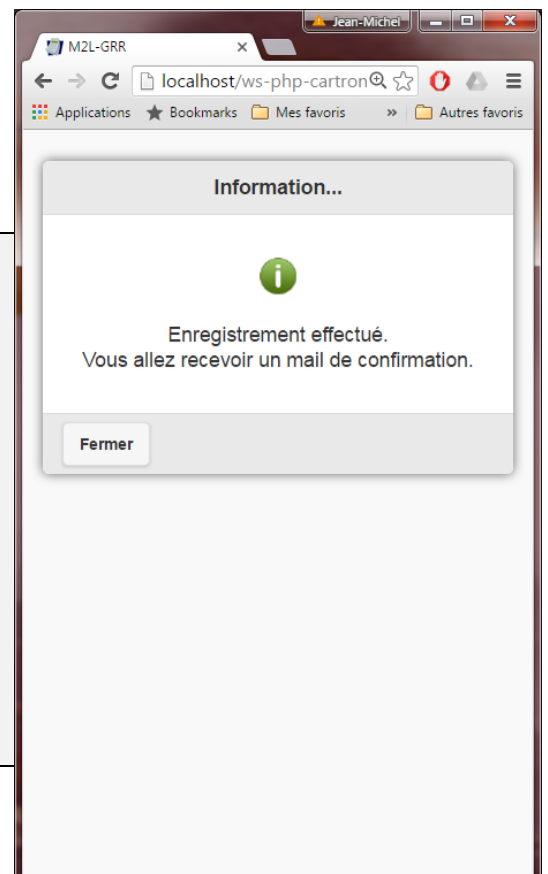 Jean-Michel
M2L-GRR
localhost/ws-php-cartron
Applications Bookmarks Mes favoris » Autres favoris
Information...
Enregistrement effectué.
Vous allez recevoir un mail de confirmation.
Fermer